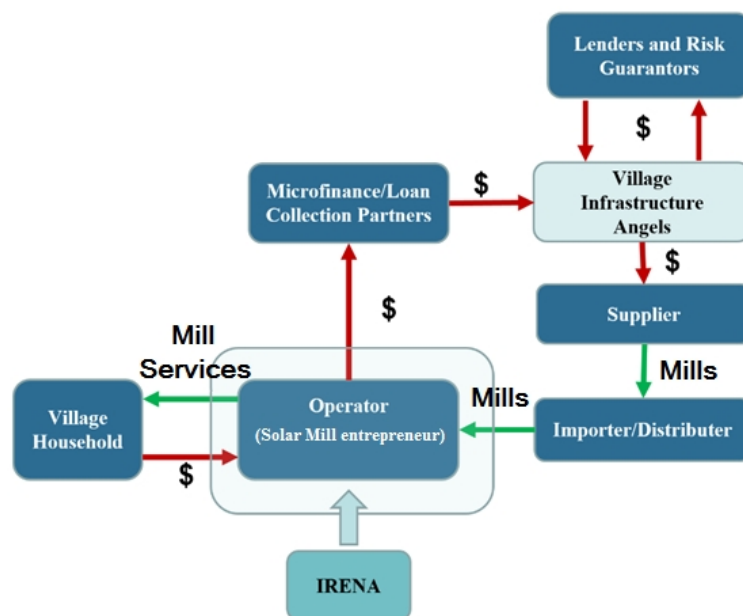 Lenders and Risk
Guarantors
$
Microfinance/Loan
Collection Partners
$
Village
Infrastructure
Angels
$
$
Supplier
Mill
Services
Mills
Village
Household
Operator
(Solar Mill entrepreneur)
Mills
Importer/Distributer
$
IRENA